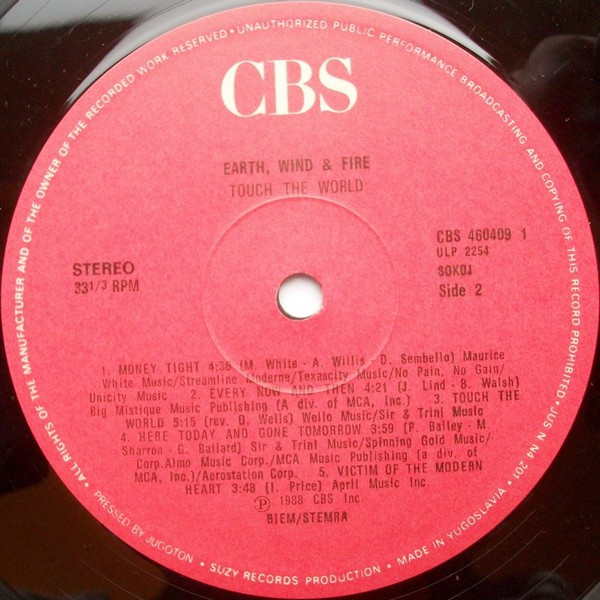 CBS
EARTH, WIND & FIRE
TOUCH THE WORLD
STEREO
33 1/3 RPM
CBS 460409 1
ULP 2254
SOKOJ
Side 2
1. MONEY TIGHT 4:36 (M. White - A. Willis - D. Sembello) Maurice
White Music/Streamline Moderne/Texascity Music/No Pain, No Gain/
Unicity Music 2. EVERY NOW AND THEN 4:21 (J. Lind - B. Walsh)
Big Mistique Music Publishing (A div. of MCA, Inc.) 3. TOUCH THE
WORLD 5:15 (rev. O. Wells) Wello Music/Sir & Trini Music
4. HERE TODAY AND GONE TOMORROW 3:59 (P. Bailey - M.
Sharron - G. Ballard) Sir & Trini Music/Spinning Gold Music/
Corp.Almo Music Corp./MCA Music Publishing (a div. of
MCA, Inc.)/Aerostation Corp. 5. VICTIM OF THE MODERN
HEART 3:48 (I. Price) April Music Inc.
Ⓟ 1988 CBS Inc.
BIEM/STEMRA
• ALL RIGHTS OF THE MANUFACTURER AND OF THE OWNER OF THE RECORDED WORK RESERVED • UNAUTHORIZED PUBLIC PERFORMANCE BROADCASTING AND COPYING OF THIS RECORD PROHIBITED. • JUS N N4 201 •
PRESSED BY JUGOTON • SUZY RECORDS PRODUCTION • MADE IN YUGOSLAVIA •